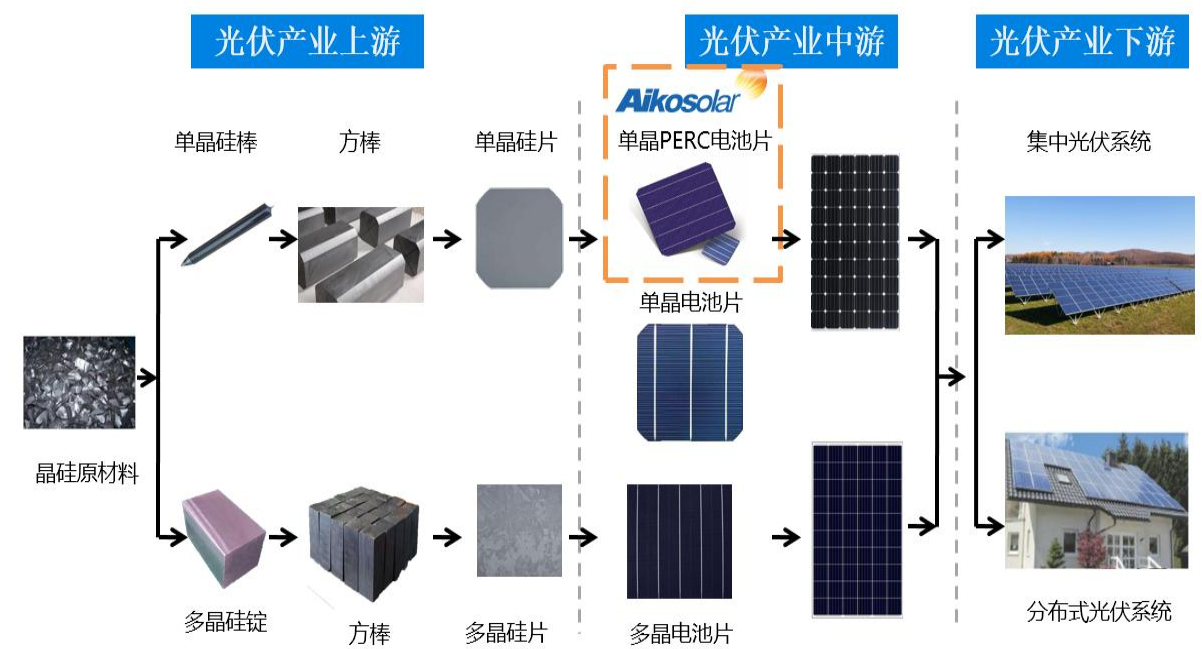 光伏产业上游
光伏产业中游
光伏产业下游
Aikosolar
单晶硅棒
方棒
单晶硅片
单晶PERC电池片
集中光伏系统
单晶电池片
晶硅原材料
多晶硅锭
方棒
多晶硅片
多晶电池片
分布式光伏系统